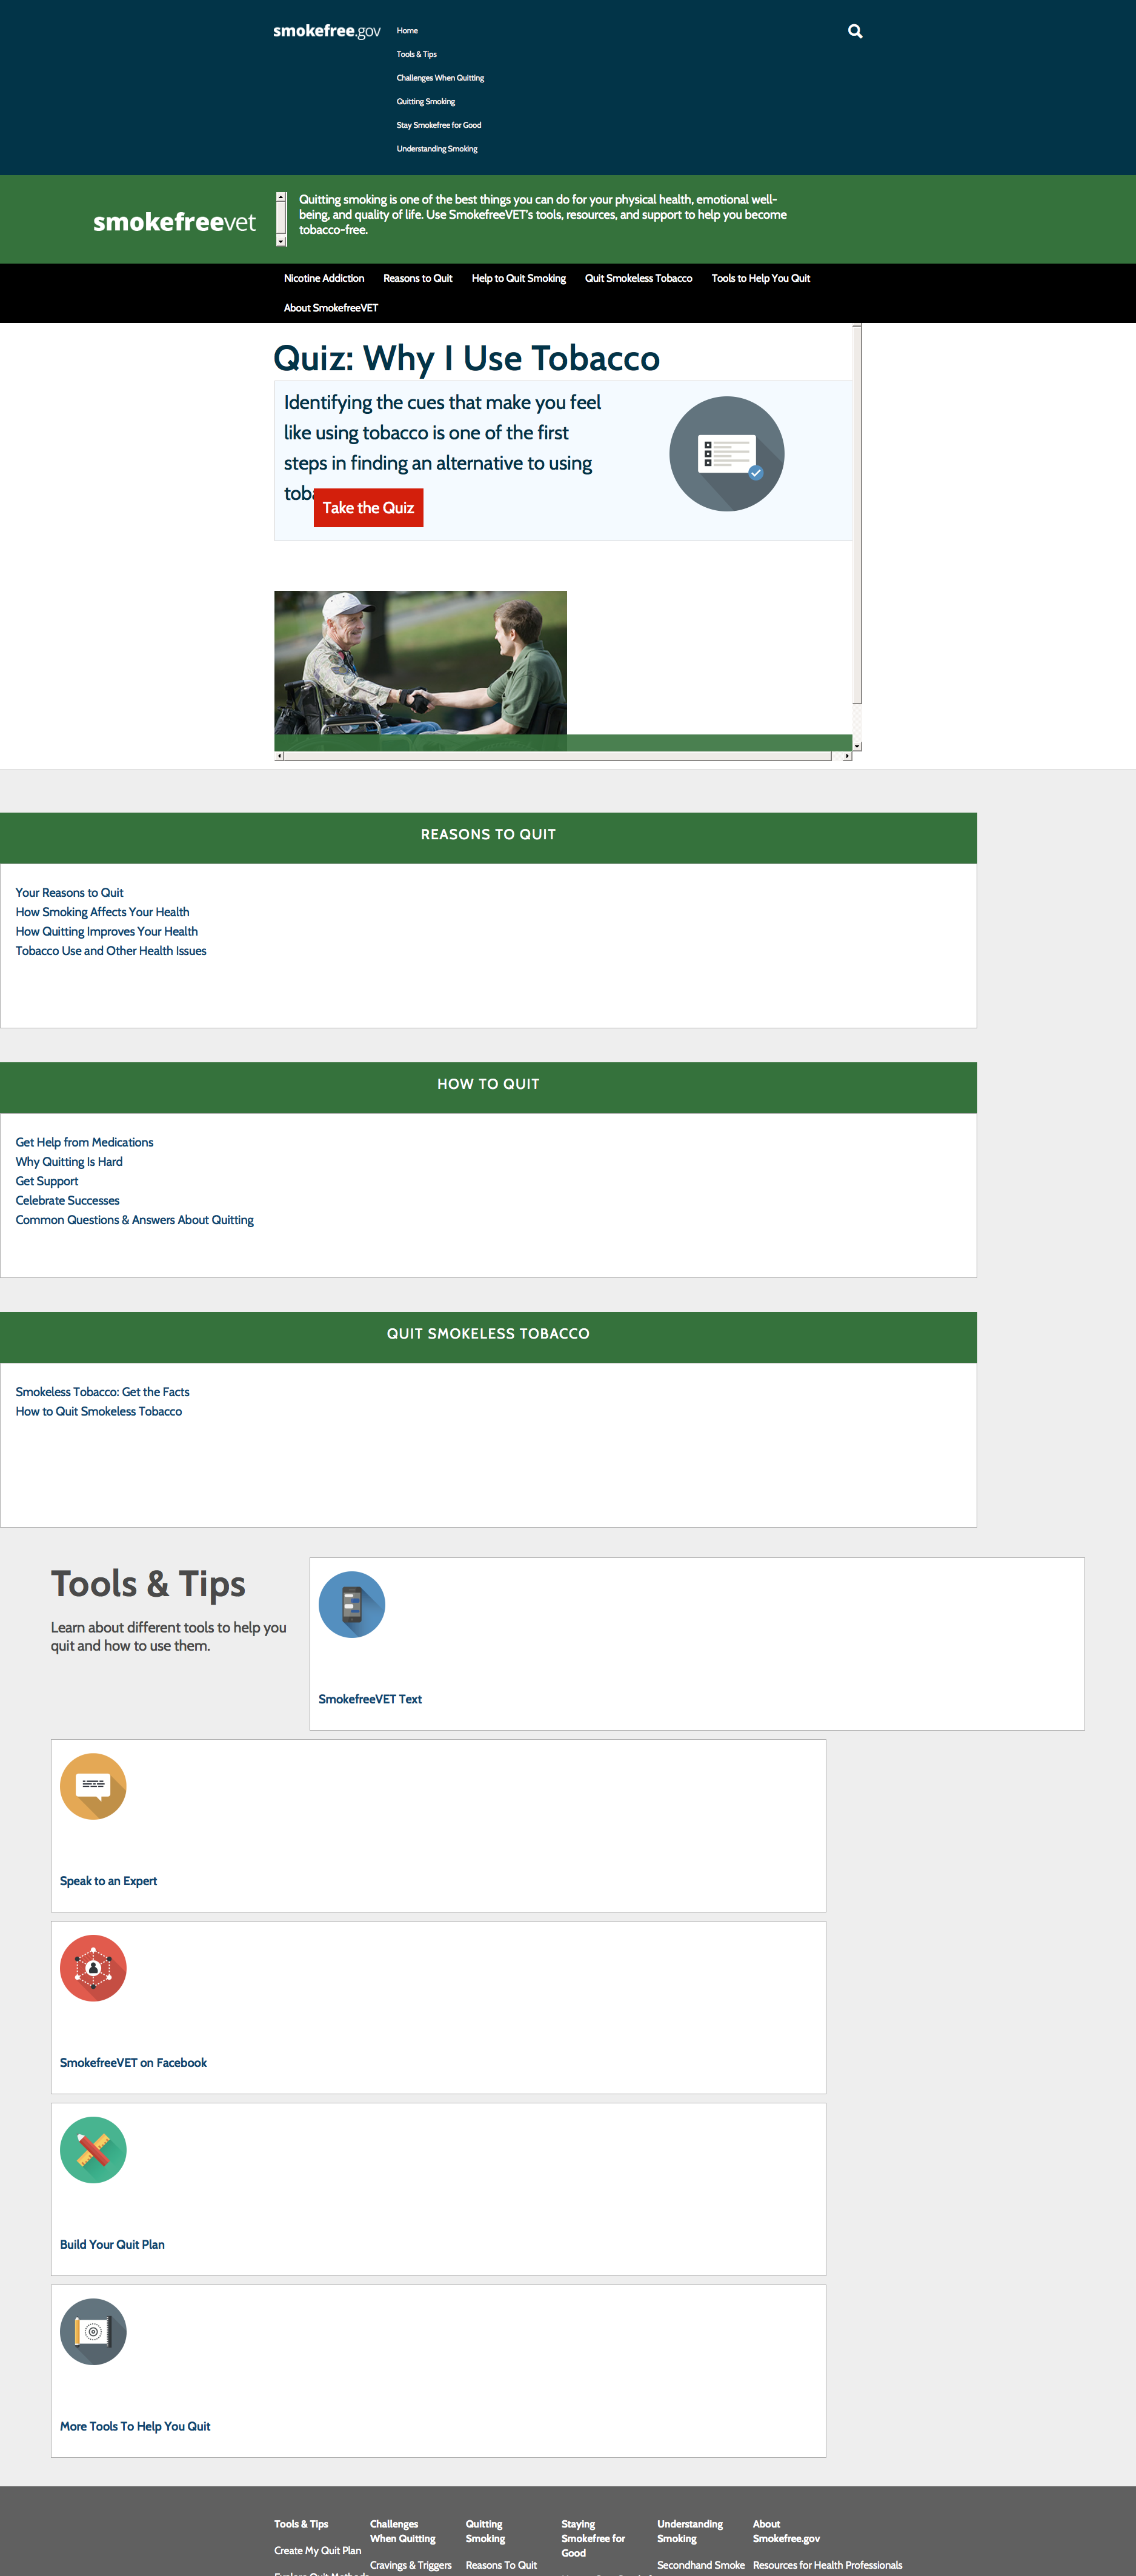 smokefree.gov
Home
Tools & Tips
Challenges When Quitting
Quitting Smoking
Stay Smokefree for Good
Understanding Smoking
smokefreevet
Quitting smoking is one of the best things you can do for your physical health, emotional well-
being, and quality of life. Use SmokefreeVET's tools, resources, and support to help you become
tobacco-free.
Nicotine Addiction Reasons to Quit Help to Quit Smoking Quit Smokeless Tobacco Tools to Help You Quit
About SmokefreeVET
Quiz: Why I Use Tobacco
Identifying the cues that make you feel
like using tobacco is one of the first
steps in finding an alternative to using
Take the Quiz
REASONS TO QUIT
Your Reasons to Quit
How Smoking Affects Your Health
How Quitting Improves Your Health
Tobacco Use and Other Health Issues
HOW TO QUIT
Get Help from Medications
Why Quitting Is Hard
Get Support
Celebrate Successes
Common Questions & Answers About Quitting
QUIT SMOKELESS TOBACCO
Smokeless Tobacco: Get the Facts
How to Quit Smokeless Tobacco
Tools & Tips
Learn about different tools to help you
quit and how to use them.
SmokefreeVET Text
Speak to an Expert
SmokefreeVET on Facebook
Build Your Quit Plan
More Tools To Help You Quit
Tools & Tips
Create My Quit Plan
Challenges
When Quitting
Cravings & Triggers
Quitting
Smoking
Reasons To Quit
Staying
Smokefree for
Good
Understanding
Smoking
Secondhand Smoke
About
Smokefree.gov
Resources for Health Professionals